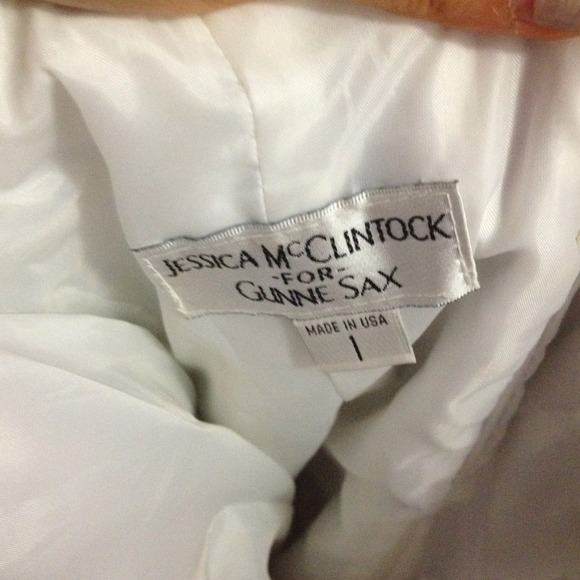 JESSICA McCLINTOCK
-FOR-
GUNNE SAX
MADE IN USA
1